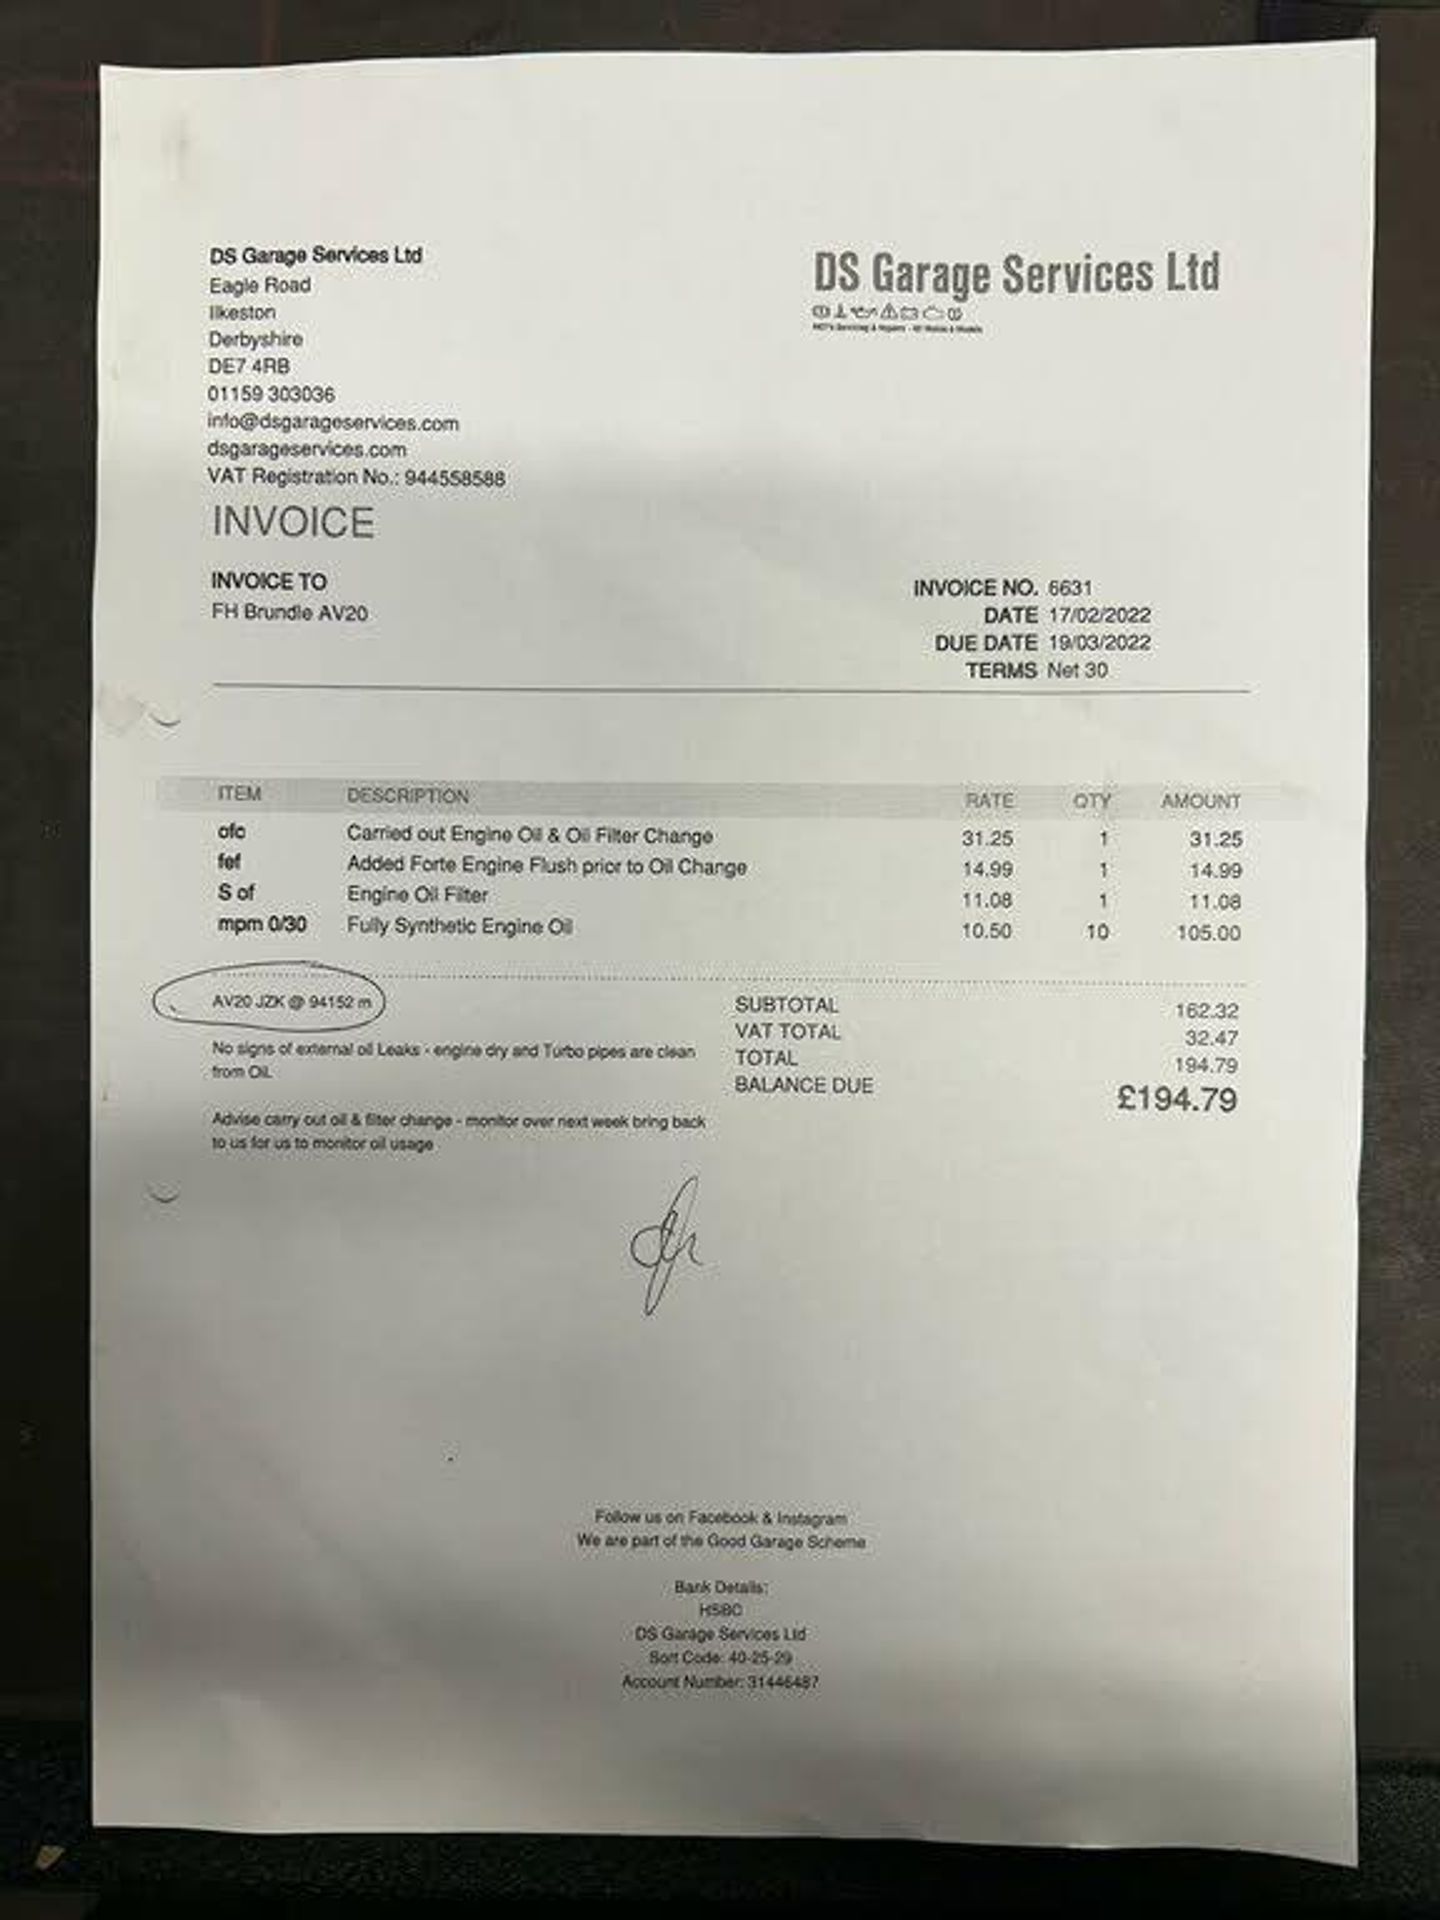 DS Garage Services Ltd
Eagle Road
Ilkeston
Derbyshire
DE7 4RB
01159 303036
info@dsgarageservices.com
dsgarageservices.com
VAT Registration No.: 944558588
DS Garage Services Ltd
MOT's Servicing & Repairs - All Makes & Models
INVOICE
INVOICE TO
FH Brundle AV20
INVOICE NO. 6631
DATE 17/02/2022
DUE DATE 19/03/2022
TERMS Net 30
ITEM DESCRIPTION RATE QTY AMOUNT
ofc Carried out Engine Oil & Oil Filter Change 31.25 1 31.25
fef Added Forte Engine Flush prior to Oil Change 14.99 1 14.99
S of Engine Oil Filter 11.08 1 11.08
mpm 0/30 Fully Synthetic Engine Oil 10.50 10 105.00
AV20 JZK @ 94152 m
No signs of external oil Leaks - engine dry and Turbo pipes are clean
from Oil.
Advise carry out oil & filter change - monitor over next week bring back
to us for us to monitor oil usage
SUBTOTAL 162.32
VAT TOTAL 32.47
TOTAL 194.79
BALANCE DUE £194.79
Follow us on Facebook & Instagram
We are part of the Good Garage Scheme
Bank Details:
HSBC
DS Garage Services Ltd
Sort Code: 40-25-29
Account Number: 31446487